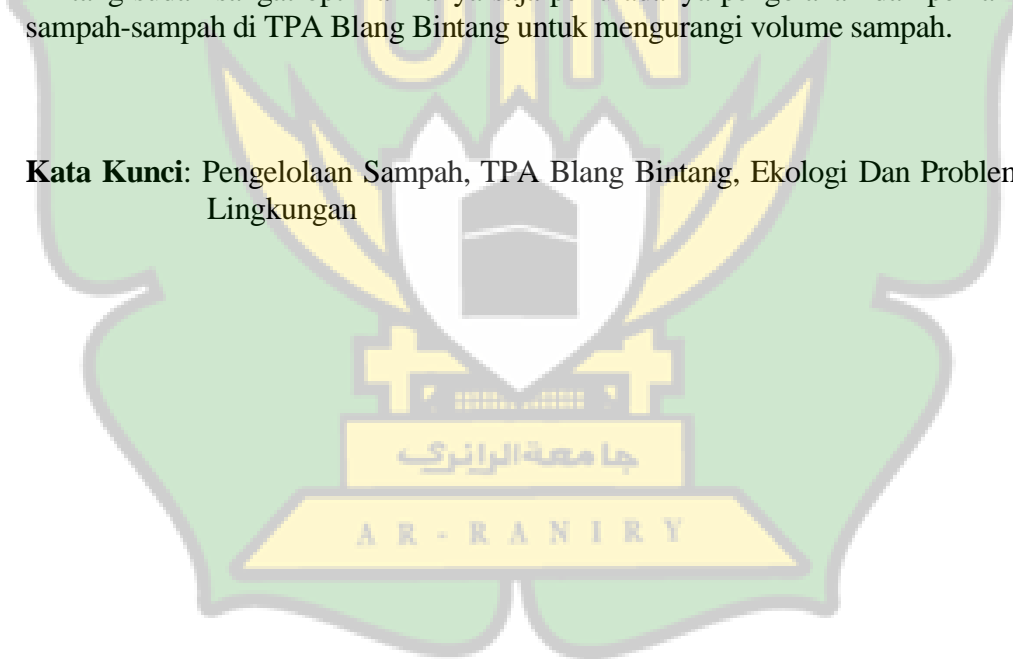 sampah-sampah di TPA Blang Bintang untuk mengurangi volume sampah.
UIN
Kata Kunci: Pengelolaan Sampah, TPA Blang Bintang, Ekologi Dan
Lingkungan
جامعة الرانري
AR-RANIRY